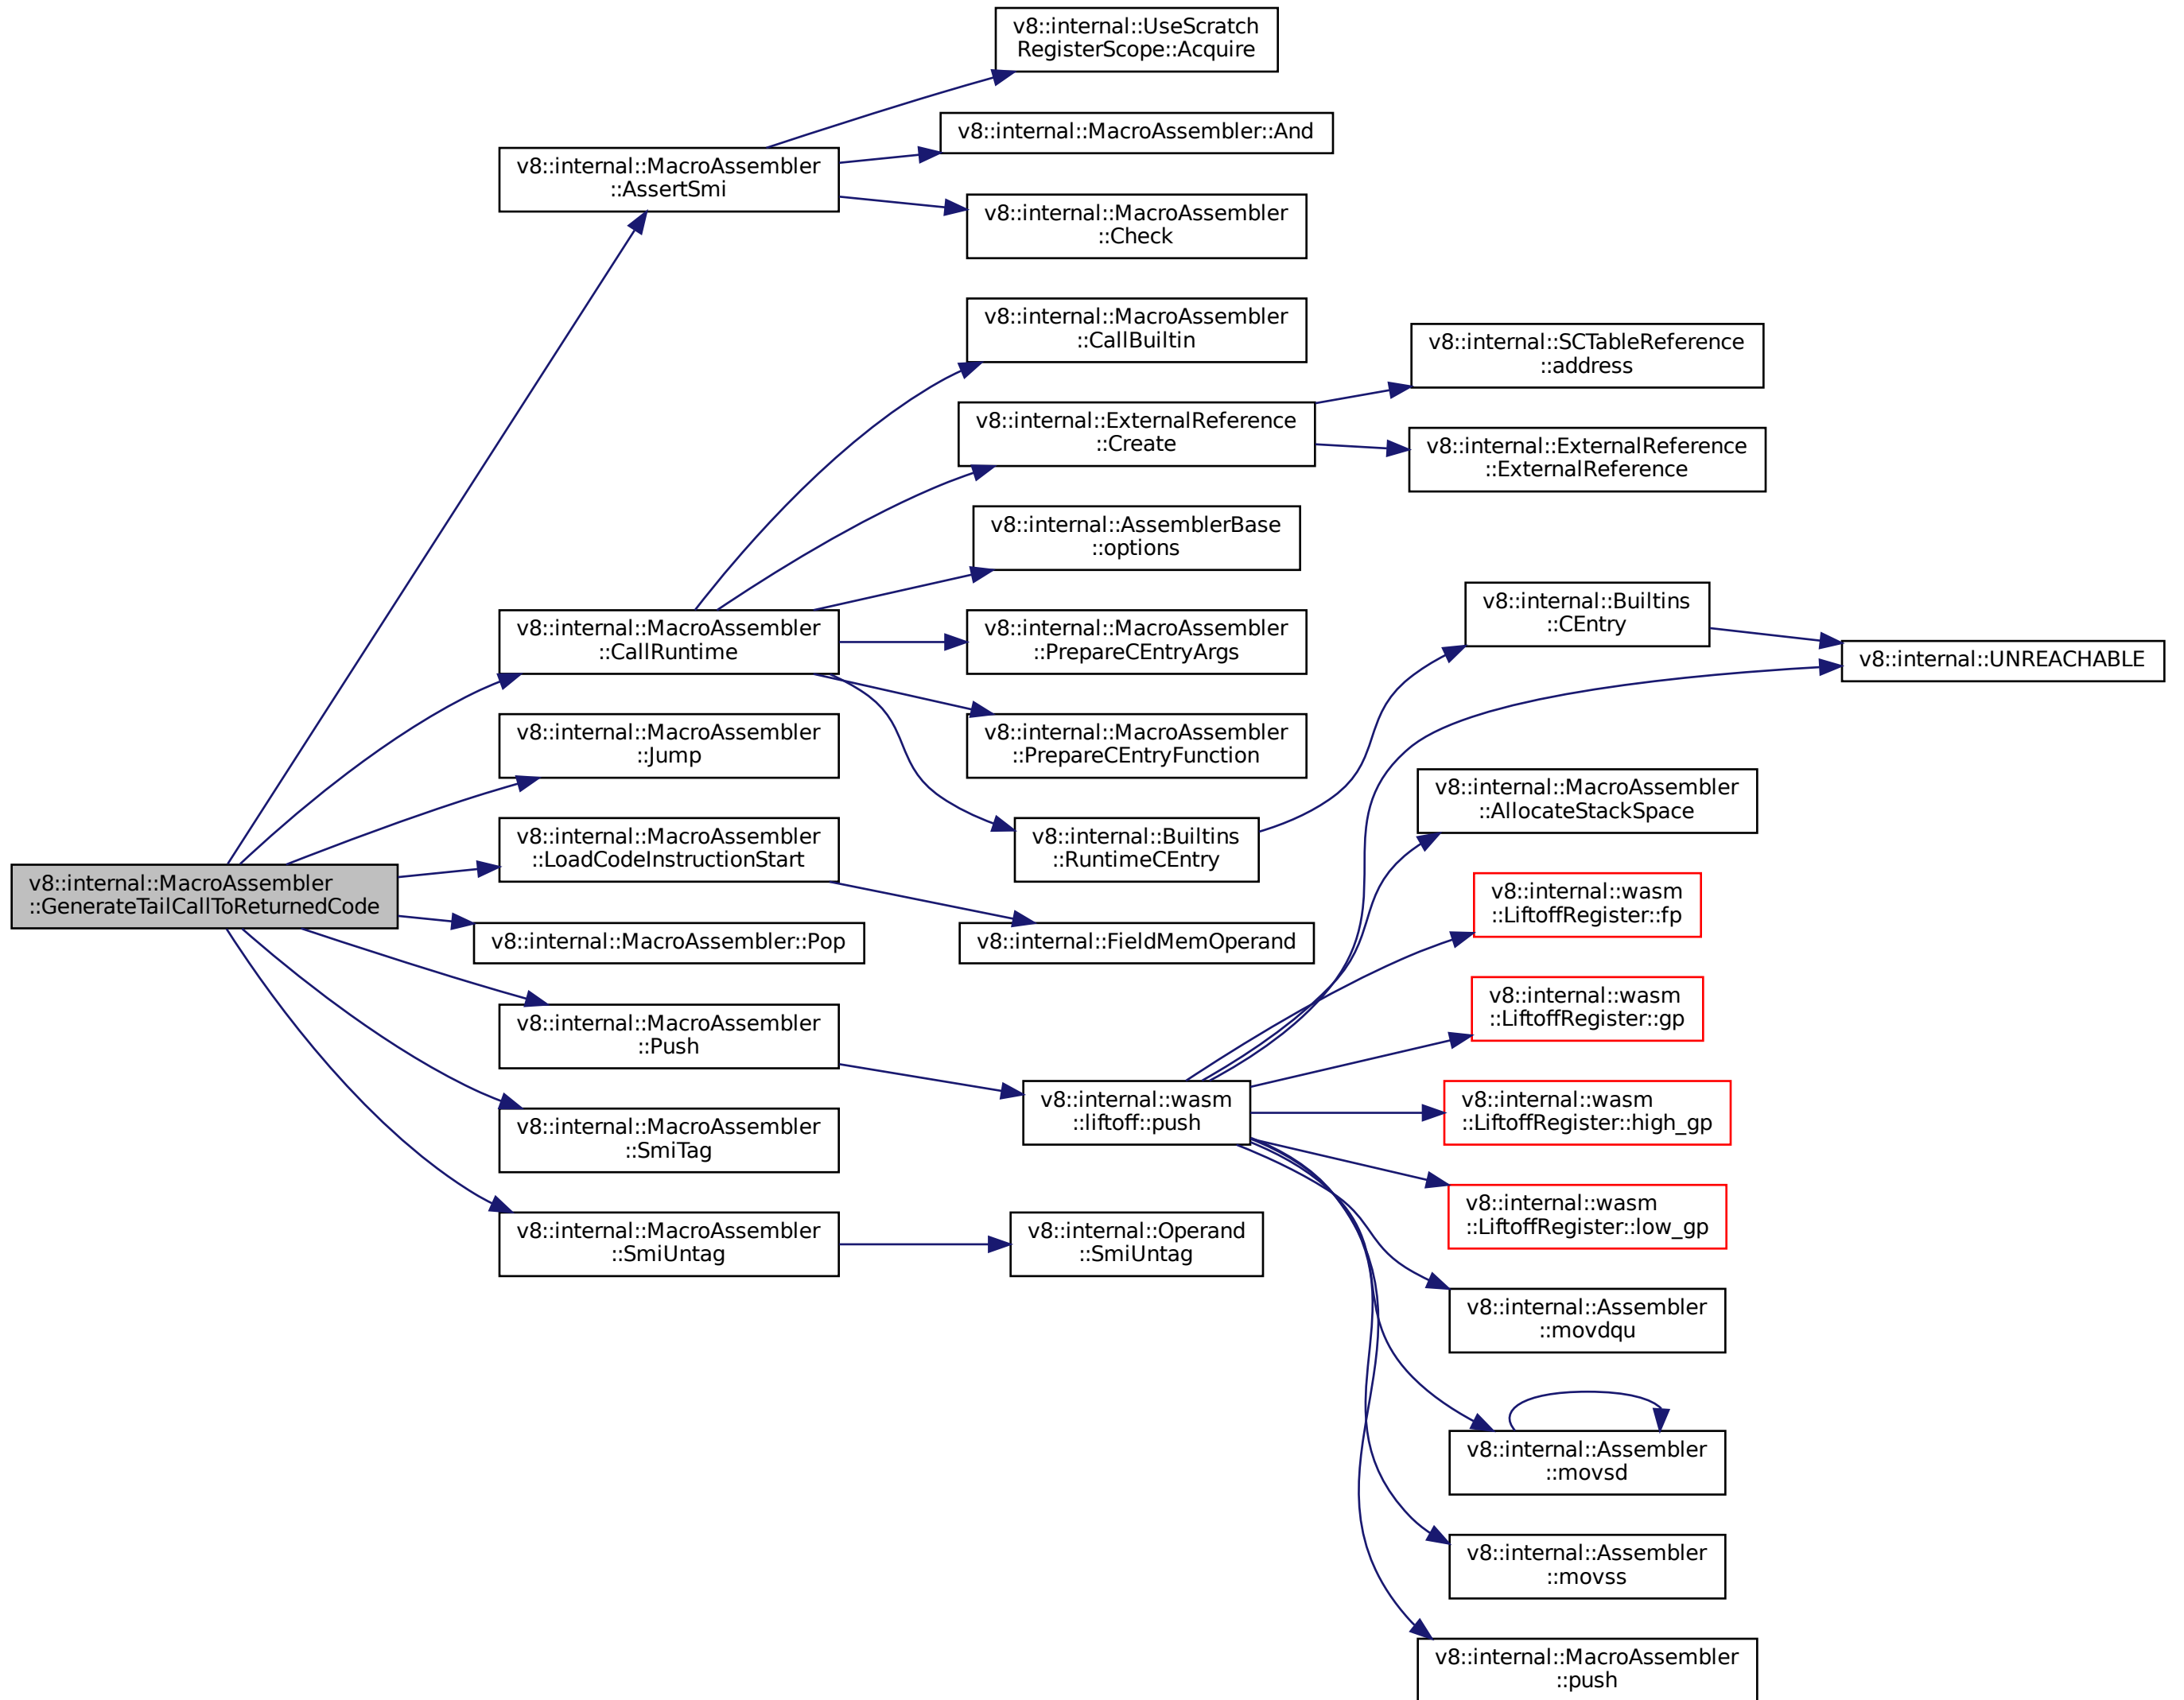 v8::internal::UseScratch
RegisterScope::Acquire
v8::internal::MacroAssembler::And
v8::internal::MacroAssembler
::AssertSmi
v8::internal::MacroAssembler
::Check
v8::internal::MacroAssembler
::CallBuiltin
v8::internal::SCTableReference
::address
v8::internal::ExternalReference
::Create
v8::internal::ExternalReference
::ExternalReference
v8::internal::AssemblerBase
::options
v8::internal::Builtins
::CEntry
v8::internal::MacroAssembler
::CallRuntime
v8::internal::MacroAssembler
::PrepareCEntryArgs
v8::internal::UNREACHABLE
v8::internal::MacroAssembler
::Jump
v8::internal::MacroAssembler
::PrepareCEntryFunction
v8::internal::MacroAssembler
::AllocateStackSpace
v8::internal::MacroAssembler
::LoadCodeInstructionStart
v8::internal::Builtins
::RuntimeCEntry
v8::internal::MacroAssembler
::GenerateTailCallToReturnedCode
v8::internal::wasm
::LiftoffRegister::fp
v8::internal::MacroAssembler::Pop
v8::internal::FieldMemOperand
v8::internal::wasm
::LiftoffRegister::gp
v8::internal::MacroAssembler
::Push
v8::internal::wasm
::liftoff::push
v8::internal::wasm
::LiftoffRegister::high_gp
v8::internal::MacroAssembler
::SmiTag
v8::internal::wasm
::LiftoffRegister::low_gp
v8::internal::MacroAssembler
::SmiUntag
v8::internal::Operand
::SmiUntag
v8::internal::Assembler
::movdqu
v8::internal::Assembler
::movsd
v8::internal::Assembler
::movss
v8::internal::MacroAssembler
::push